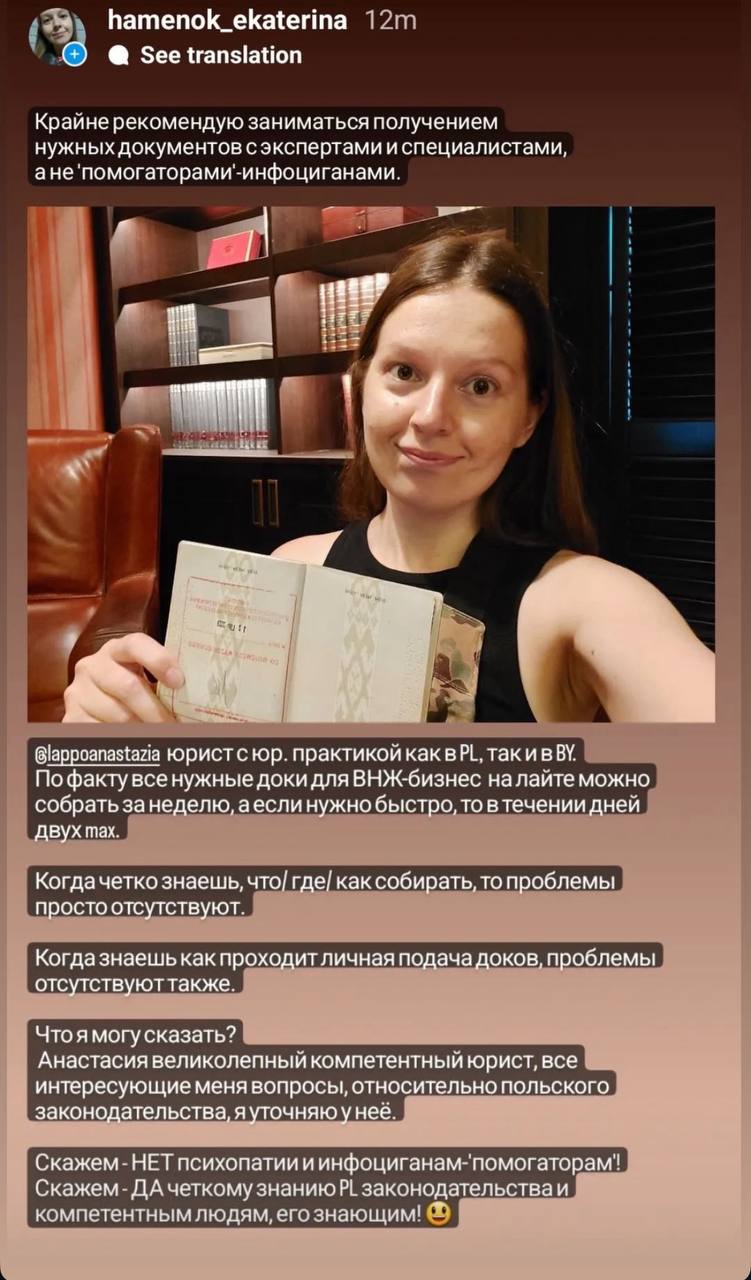 hamenok_ekaterina 12m
See translation
Крайне рекомендую заниматься получением
нужных документов с экспертами и специалистами,
а не 'помогаторами'-инфоциганами.
@lappoanastazia юрист с юр. практикой как в PL, так и в BY.
По факту все нужные доки для ВНЖ-бизнес на лайте можно
собрать за неделю, а если нужно быстро, то в течении дней
двух max.
Когда четко знаешь, что/ где/ как собирать, то проблемы
просто отсутствуют.
Когда знаешь как проходит личная подача доков, проблемы
отсутствуют также.
Что я могу сказать?
Анастасия великолепный компетентный юрист, все
интересующие меня вопросы, относительно польского
законодательства, я уточняю у неё.
Скажем - НЕТ психопатии и инфоциганам-'помогаторам'!
Скажем - ДА четкому знанию PL законодательства и
компетентным людям, его знающим! 😃